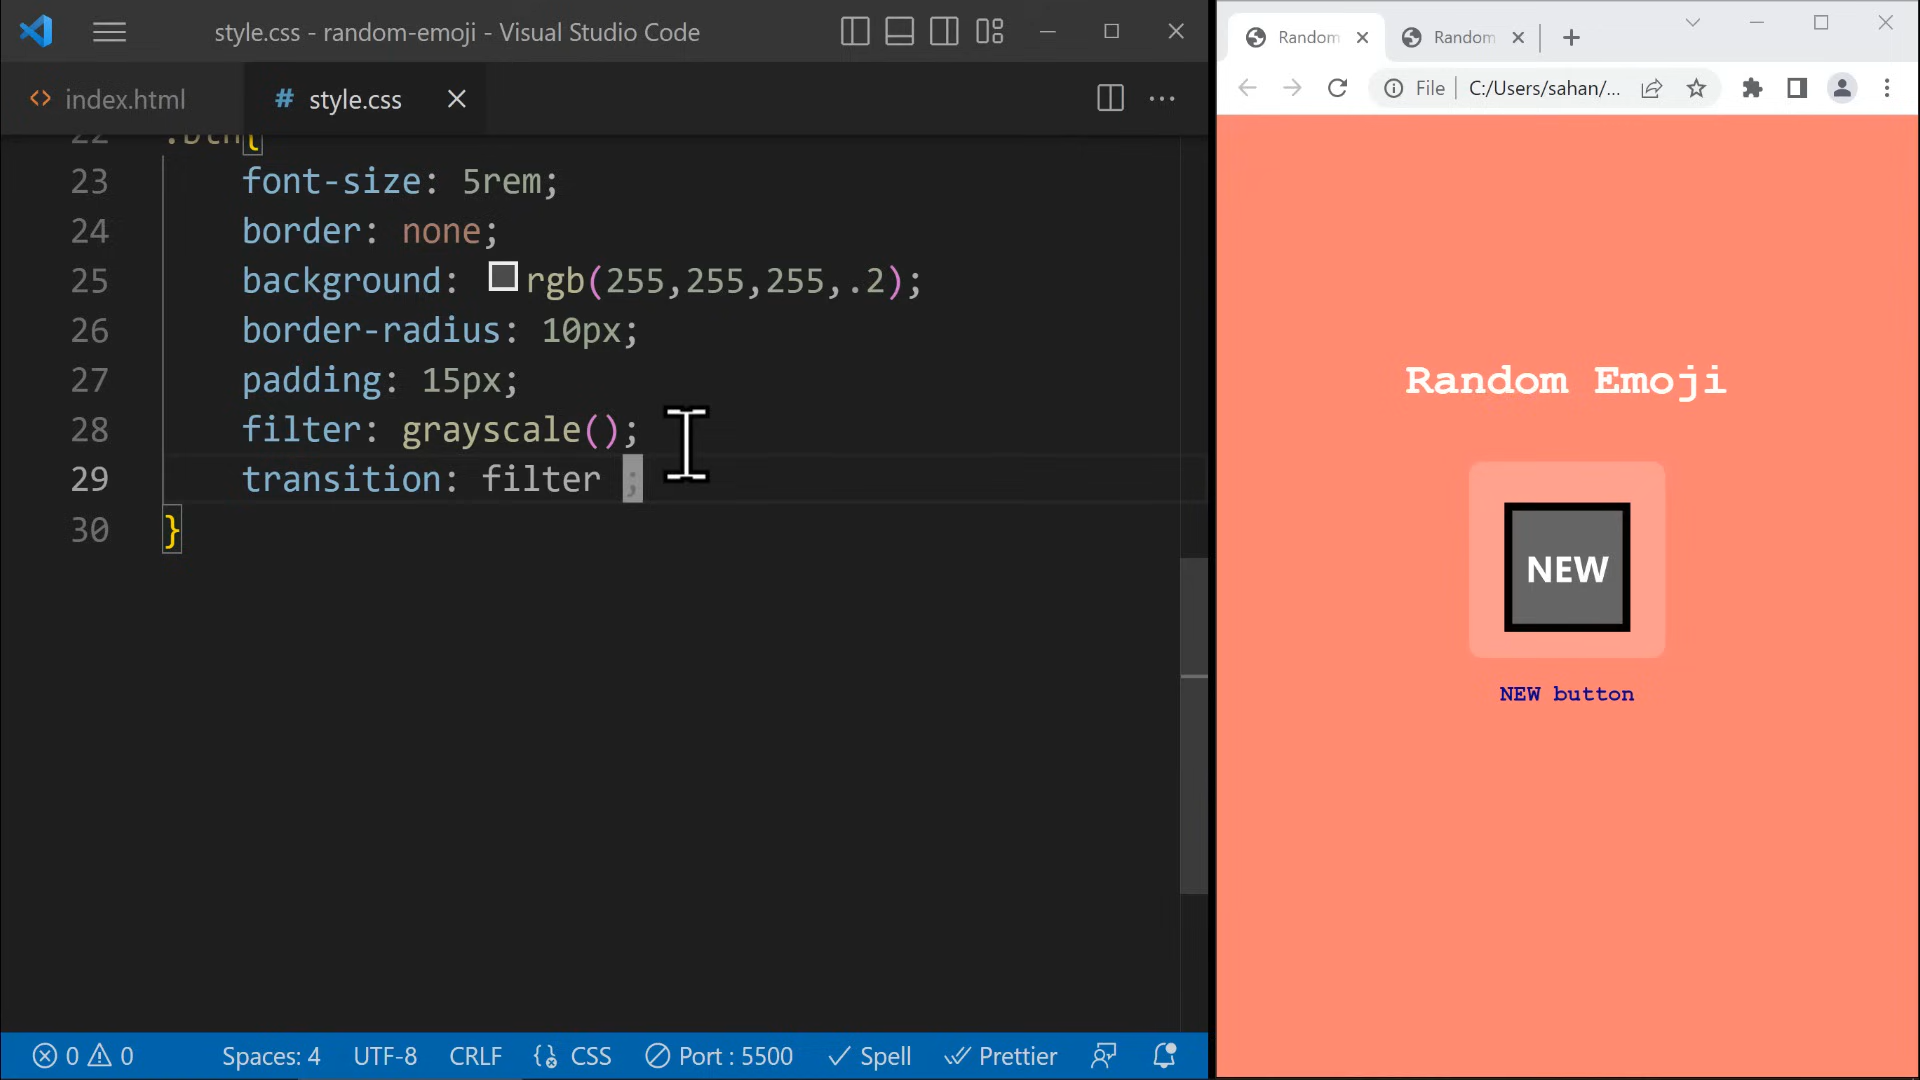 style.css - random-emoji - Visual Studio Code
index.html
# style.css
22 .btn{
23 font-size: 5rem;
24 border: none;
25 background: rgb(255,255,255,.2);
26 border-radius: 10px;
27 padding: 15px;
28 filter: grayscale();
29 transition: filter ;
30 }
0 0 Spaces: 4 UTF-8 CRLF CSS Port : 5500 Spell Prettier
Random
Random
File C:/Users/sahan/...
Random Emoji
NEW
NEW button